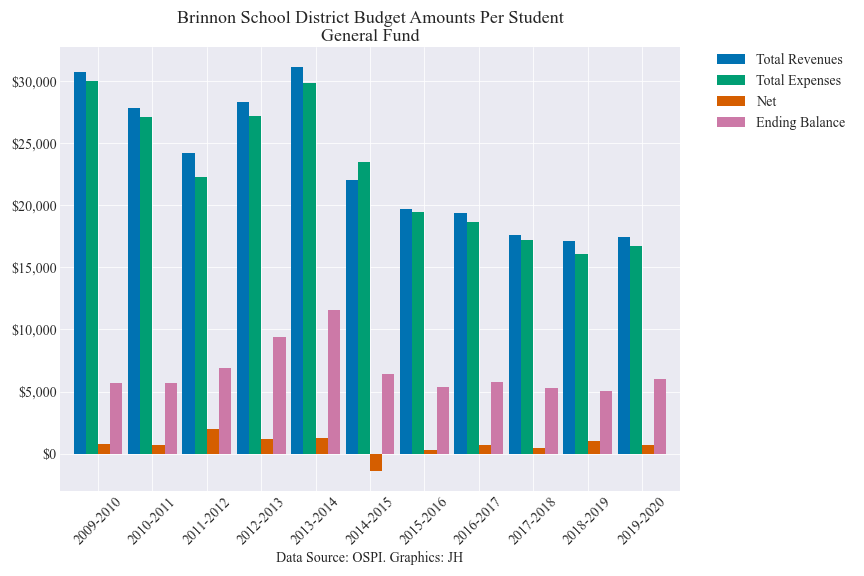 Brinnon School District Budget Amounts Per Student
General Fund
Total Revenues
Total Expenses
Net
Ending Balance
$30,000
$25,000
$20,000
$15,000
$10,000
$5,000
$0
2009-2010
2010-2011
2011-2012
2012-2013
2013-2014
2014-2015
2015-2016
2016-2017
2017-2018
2018-2019
2019-2020
Data Source: OSPI. Graphics: JH